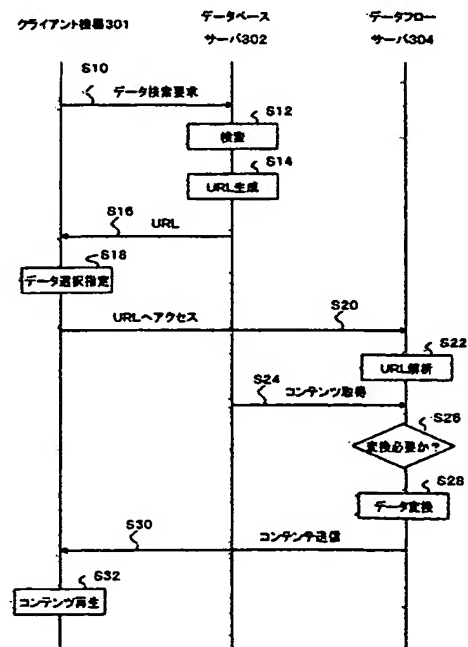 クライアント機器301
データベース
サーバ302
データフロー
サーバ304
S10
データ検索要求
S12
検索
S14
URL生成
S16
URL
S18
データ選択指定
URLへアクセス
S20
S22
URL解析
S24
コンテンツ取得
S26
変換必要か?
S28
データ変換
S30
コンテンテ送信
S32
コンテンツ再生